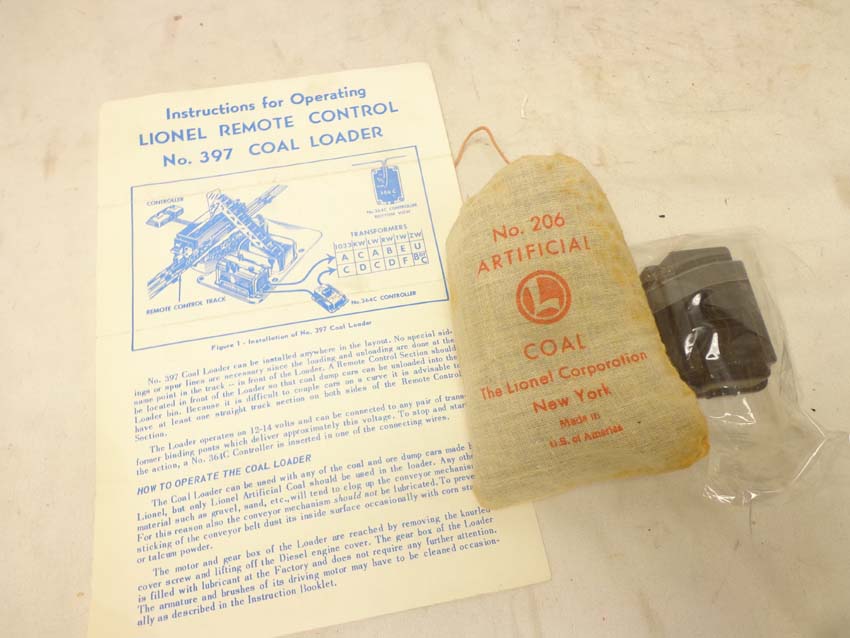 Instructions for Operating
LIONEL REMOTE CONTROL
No. 397 COAL LOADER
CONTROLLER
364 C
No. 364C CONTROLLER
BOTTOM VIEW
TRANSFORMERS
1033 KW LW RW TW ZW
A C A B E U
C D C D F B or C
REMOTE CONTROL TRACK
No. 364C CONTROLLER
Figure 1 - Installation of No. 397 Coal Loader
No. 397 Coal Loader can be installed anywhere in the layout. No special sid-
ings or spur lines are necessary since the loading and unloading are done at the
same point in the track -- in front of the Loader. A Remote Control Section should
be located in front of the Loader so that coal dump cars can be unloaded into the
Loader bin. Because it is difficult to couple cars on a curve it is advisable to
have at least one straight track section on both sides of the Remote Control
Section.
The Loader operates on 12-14 volts and can be connected to any pair of trans-
former binding posts which deliver approximately this voltage. To stop and start
the action, a No. 364C Controller is inserted in one of the connecting wires.
HOW TO OPERATE THE COAL LOADER
The Coal Loader can be used with any of the coal and ore dump cars made
Lionel, but only Lionel Artificial Coal should be used in the loader. Any
material such as gravel, sand, etc., will tend to clog up the conveyor
For this reason also the conveyor mechanism should not be lubricated. To
sticking of the conveyor belt dust its inside surface occasionally with corn
or talcum powder.
The motor and gear box of the Loader are reached by removing the knurled
cover screw and lifting off the Diesel engine cover. The gear box of the Loader
is filled with lubricant at the Factory and does not require any further attention.
The armature and brushes of its driving motor may have to be cleaned occasion-
ally as described in the Instruction Booklet.
No. 206
ARTIFICIAL
L
COAL
The Lionel Corporation
New York
Made in
U.S. of America